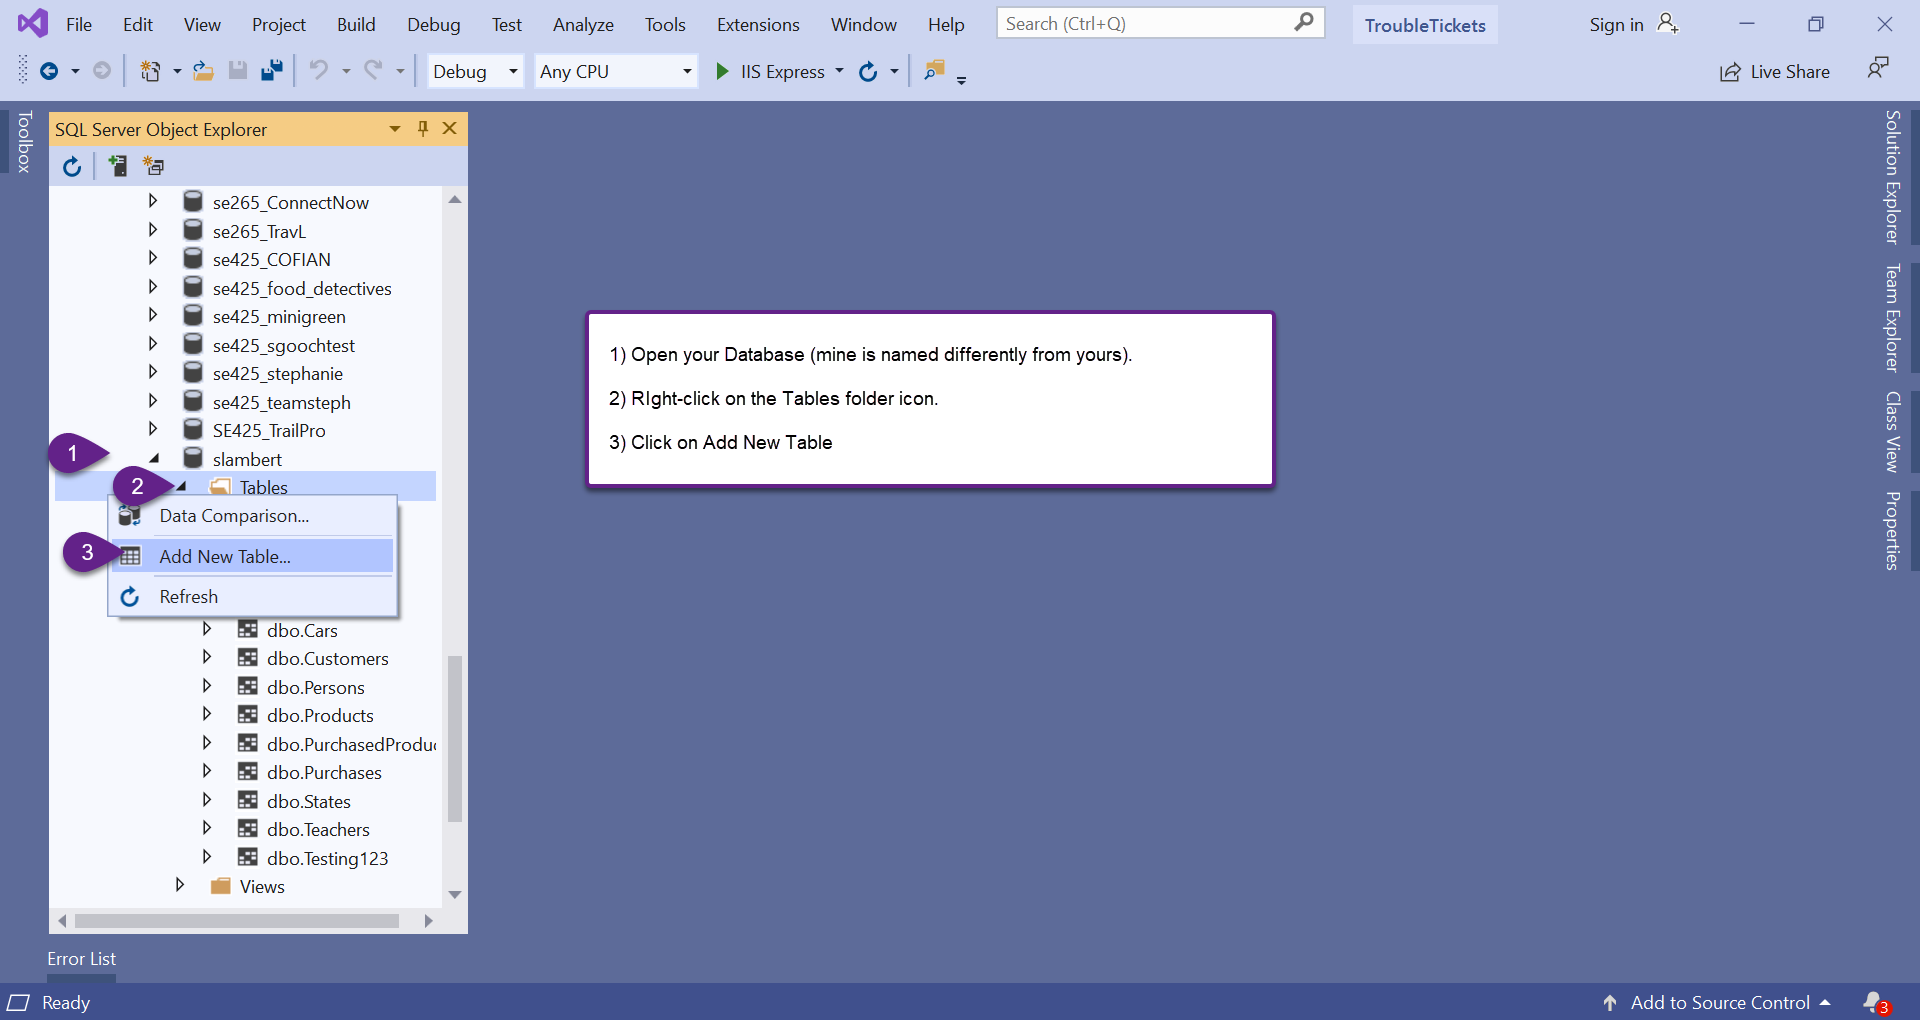 File Edit View Project Build Debug Test Analyze Tools Extensions Window Help Search (Ctrl+Q) TroubleTickets Sign in
Debug Any CPU IIS Express Live Share
Toolbox
SQL Server Object Explorer
se265_ConnectNow
se265_TravL
se425_COFIAN
se425_food_detectives
se425_minigreen
se425_sgoochtest
se425_stephanie
se425_teamsteph
SE425_TrailPro
1 slambert
2 Tables
Data Comparison...
3 Add New Table...
Refresh
dbo.Cars
dbo.Customers
dbo.Persons
dbo.Products
dbo.PurchasedProduc
dbo.Purchases
dbo.States
dbo.Teachers
dbo.Testing123
Views
1) Open your Database (mine is named differently from yours).
2) RIght-click on the Tables folder icon.
3) Click on Add New Table
Solution Explorer
Team Explorer
Class View
Properties
Error List
Ready Add to Source Control 3